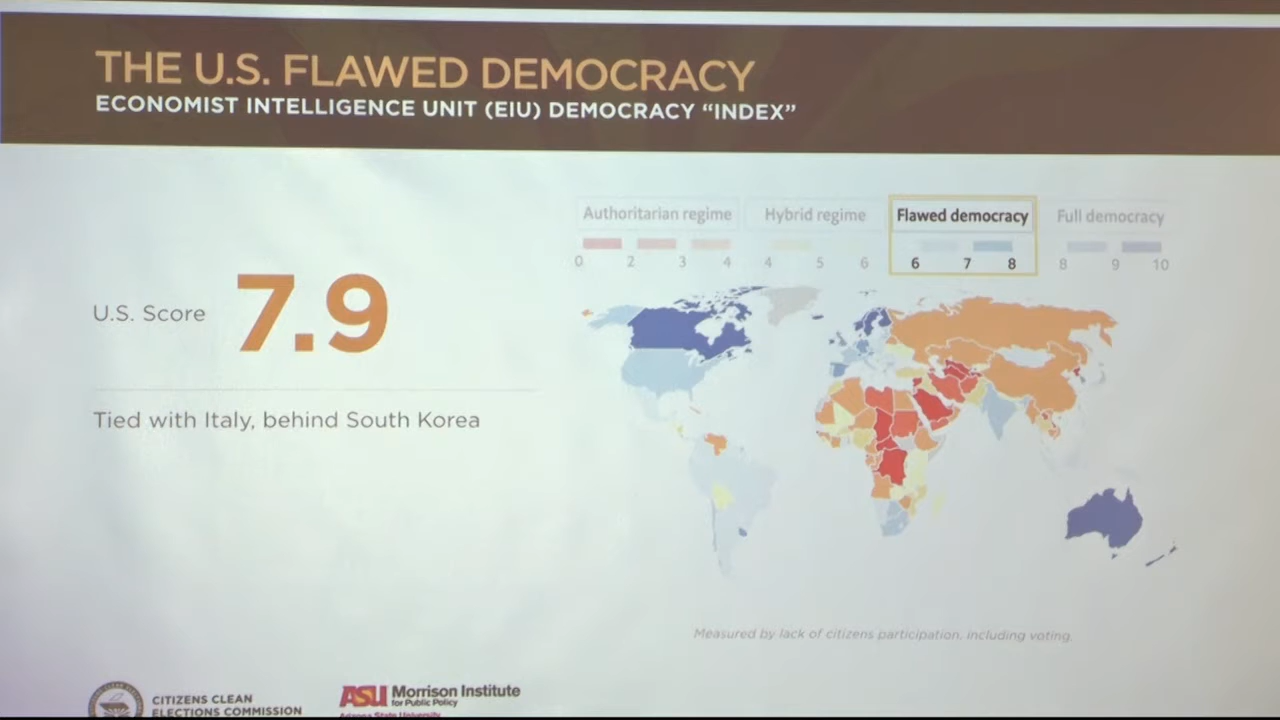 THE U.S. FLAWED DEMOCRACY
ECONOMIST INTELLIGENCE UNIT (EIU) DEMOCRACY “INDEX”
Authoritarian regime Hybrid regime Flawed democracy Full democracy
0 2 3 4 4 5 6 6 7 8 8 9 10
U.S. Score 7.9
Tied with Italy, behind South Korea
Measured by lack of citizens participation, including voting.
CITIZENS CLEAN
ELECTIONS COMMISSION
ASU Morrison Institute
for Public Policy
Arizona State University